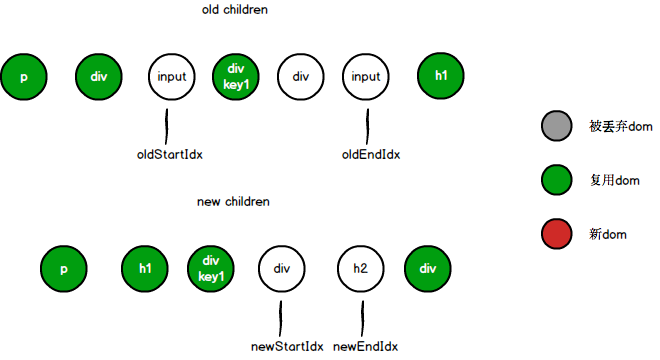 old children
p
div
input
div
key1
div
input
h1
oldStartIdx
oldEndIdx
被丢弃dom
复用dom
新dom
new children
p
h1
div
key1
div
h2
div
newStartIdx
newEndIdx